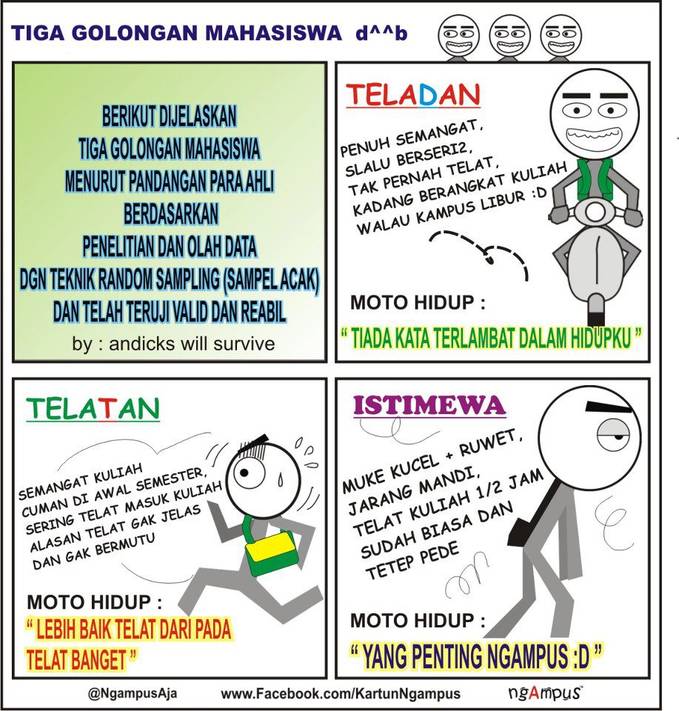 TIGA GOLONGAN MAHASISWA d^^b
BERIKUT DIJELASKAN
TIGA GOLONGAN MAHASISWA
MENURUT PANDANGAN PARA AHLI
BERDASARKAN
PENELITIAN DAN OLAH DATA
DGN TEKNIK RANDOM SAMPLING (SAMPEL ACAK)
DAN TELAH TERUJI VALID DAN REABIL
by : andicks will survive
TELADAN
PENUH SEMANGAT,
SLALU BERSERI2,
TAK PERNAH TELAT,
KADANG BERANGKAT KULIAH
WALAU KAMPUS LIBUR :D
MOTO HIDUP :
“ TIADA KATA TERLAMBAT DALAM HIDUPKU ”
TELATAN
SEMANGAT KULIAH
CUMAN DI AWAL SEMESTER,
SERING TELAT MASUK KULIAH
ALASAN TELAT GAK JELAS
DAN GAK BERMUTU
MOTO HIDUP :
“ LEBIH BAIK TELAT DARI PADA
TELAT BANGET ”
ISTIMEWA
MUKE KUCEL + RUWET,
JARANG MANDI,
TELAT KULIAH 1/2 JAM
SUDAH BIASA DAN
TETEP PEDE
MOTO HIDUP :
“ YANG PENTING NGAMPUS :D ”
@NgampusAja
www.Facebook.com/KartunNgampus
ngAmpus